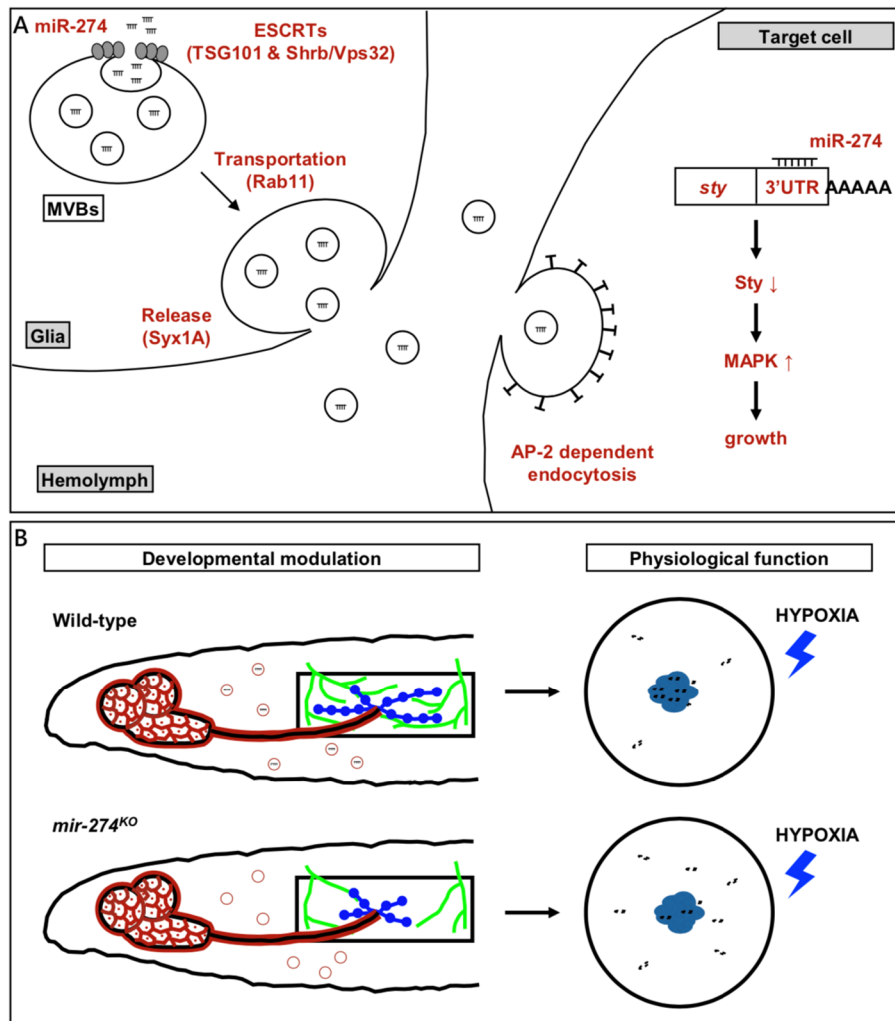 A
miR-274
ESCRTs
(TSG101 & Shrb/Vps32)
Target cell
Transportation
(Rab11)
MVBs
miR-274
sty
3'UTR
AAAAA
Sty ↓
Release
(Syx1A)
Glia
MAPK ↑
growth
AP-2 dependent
endocytosis
Hemolymph
B
Developmental modulation
Physiological function
Wild-type
HYPOXIA
mir-274KO
HYPOXIA